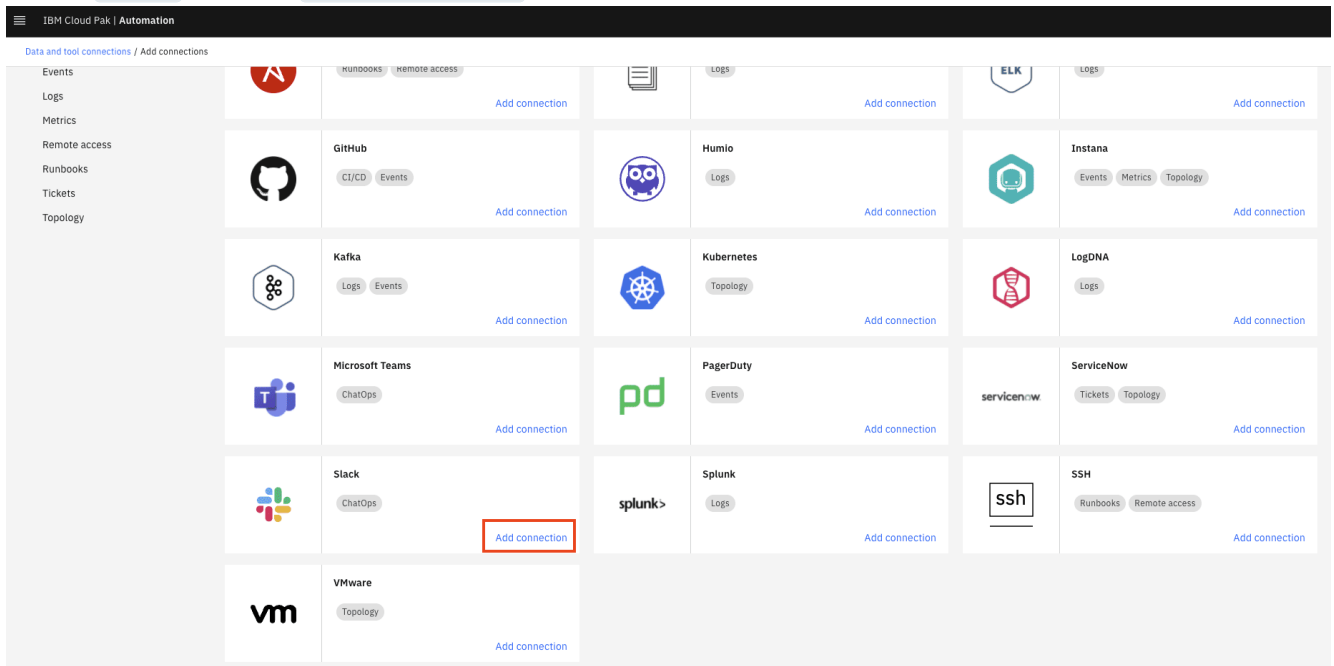 IBM Cloud Pak | Automation
Data and tool connections / Add connections
Events
Logs
Metrics
Remote access
Runbooks
Tickets
Topology
Runbooks Remote access
Add connection
Logs
Add connection
ELK
Logs
Add connection
GitHub
CI/CD Events
Add connection
Humio
Logs
Add connection
Instana
Events Metrics Topology
Add connection
Kafka
Logs Events
Add connection
Kubernetes
Topology
Add connection
LogDNA
Logs
Add connection
T
Microsoft Teams
ChatOps
Add connection
pd
PagerDuty
Events
Add connection
servicenow.
ServiceNow
Tickets Topology
Add connection
Slack
ChatOps
Add connection
splunk>
Splunk
Logs
Add connection
ssh
SSH
Runbooks Remote access
Add connection
vm
VMware
Topology
Add connection